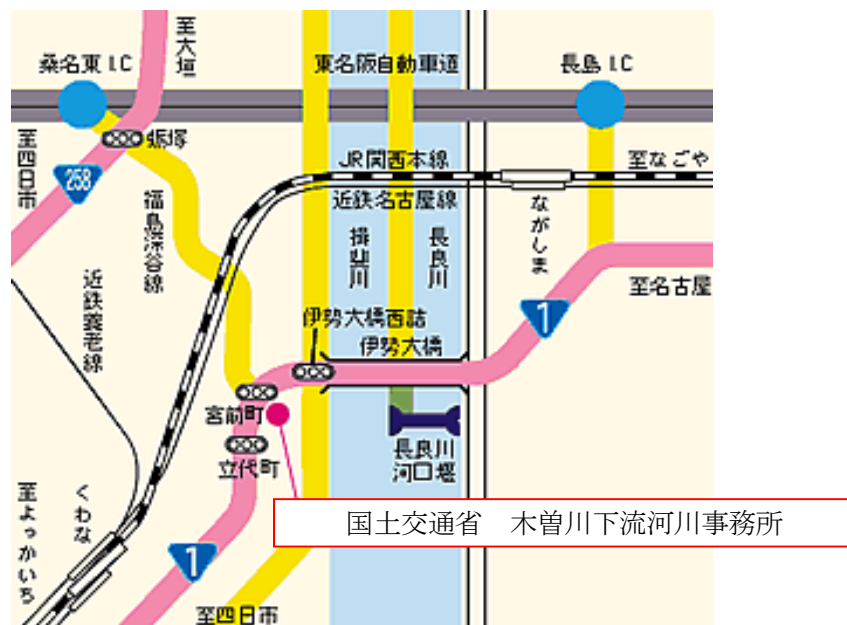 至大垣
桑名東IC
東名阪自動車道
長島IC
蛎塚
至四日市
258
JR関西本線
至なごや
近鉄名古屋線
福島深谷線
揖斐川
長良川
ながしま
近鉄養老線
至名古屋
1
伊勢大橋西詰
伊勢大橋
宮前町
立代町
長良川
河口堰
至よっかいち
くわな
国土交通省 木曽川下流河川事務所
1
至四日市